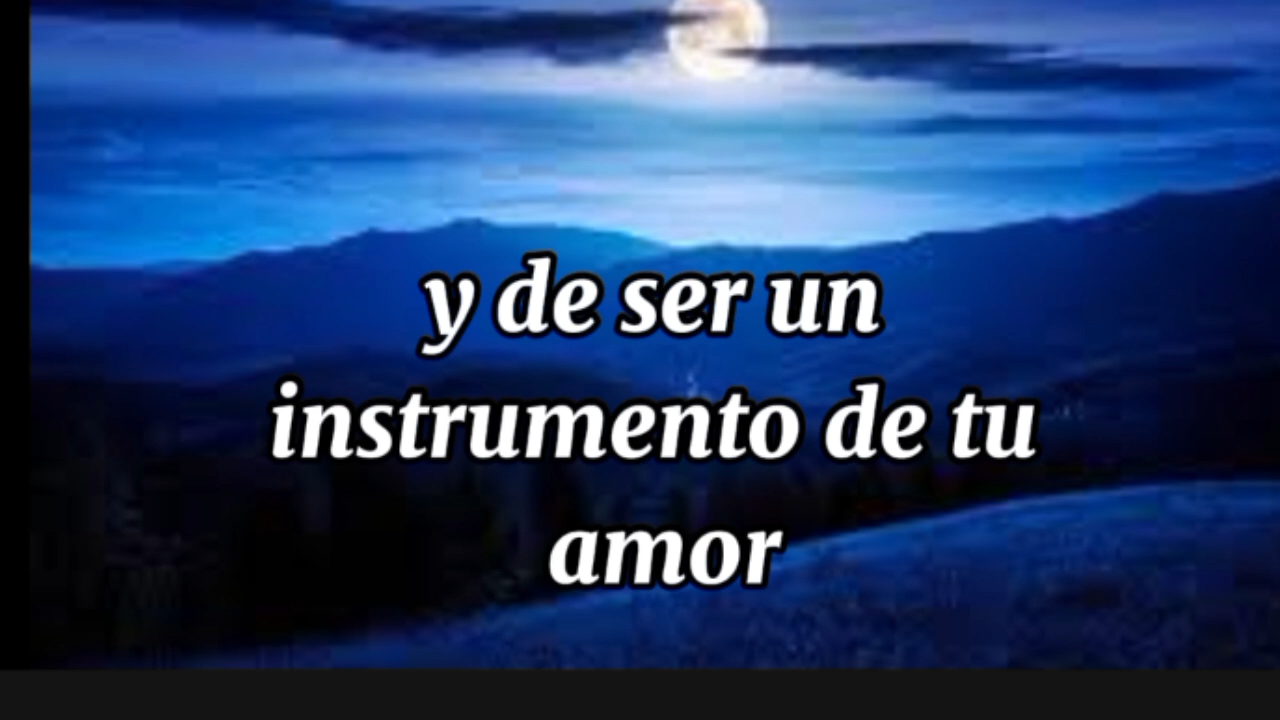 y de ser un
instrumento de tu
amor